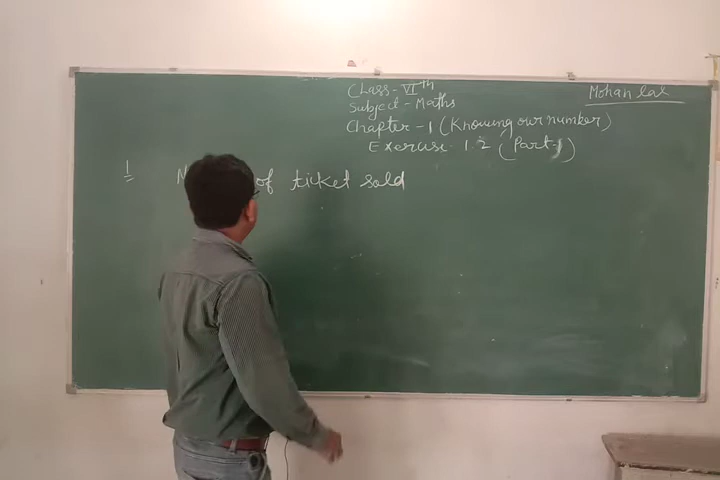 Class - VIth
Mohan lal
Subject - Maths
Chapter - 1 (Knowing our number)
Exercise 1.2 (Part-1)
1 of ticket sold